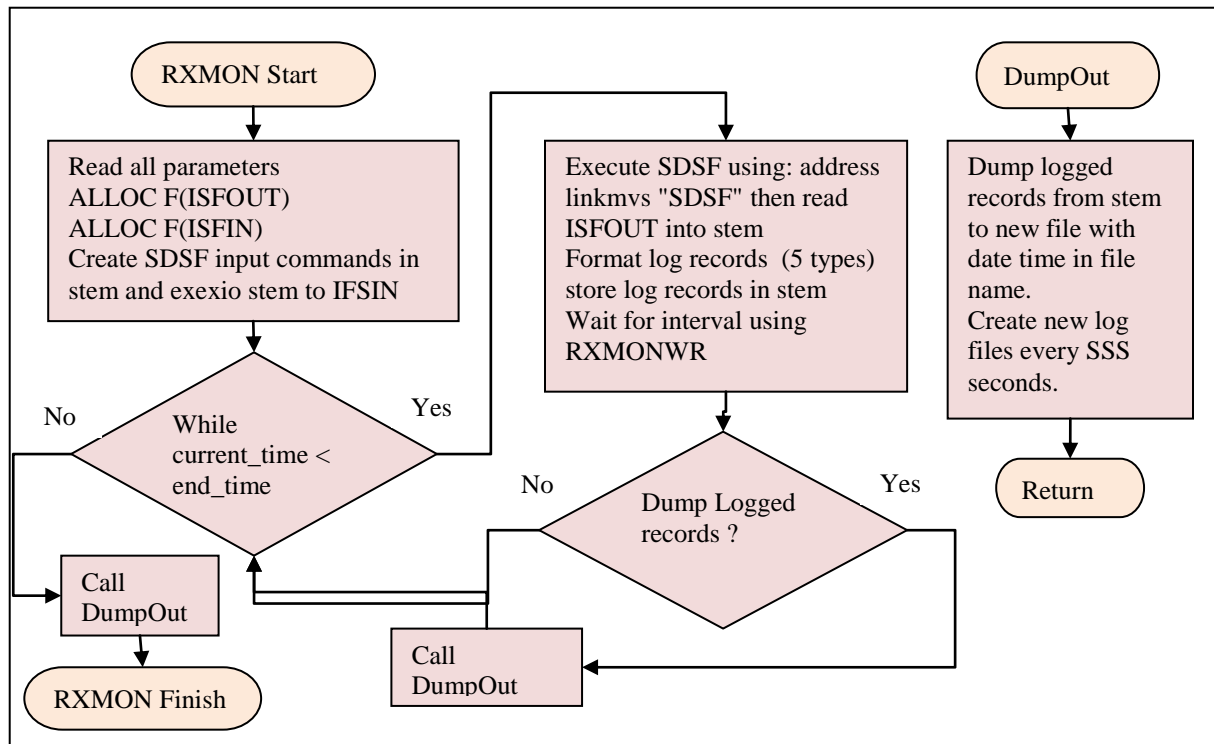 RXMON Start
Read all parameters
ALLOC F(ISFOUT)
ALLOC F(ISFIN)
Create SDSF input commands in
stem and exexio stem to IFSIN
No
Yes
While
current_time <
end_time
Call
DumpOut
RXMON Finish
Execute SDSF using: address
linkmvs "SDSF" then read
ISFOUT into stem
Format log records  (5 types)
store log records in stem
Wait for interval using
RXMONWR
No
Yes
Dump Logged
records ?
Call
DumpOut
DumpOut
Dump logged
records from stem
to new file with
date time in file
name.
Create new log
files every SSS
seconds.
Return